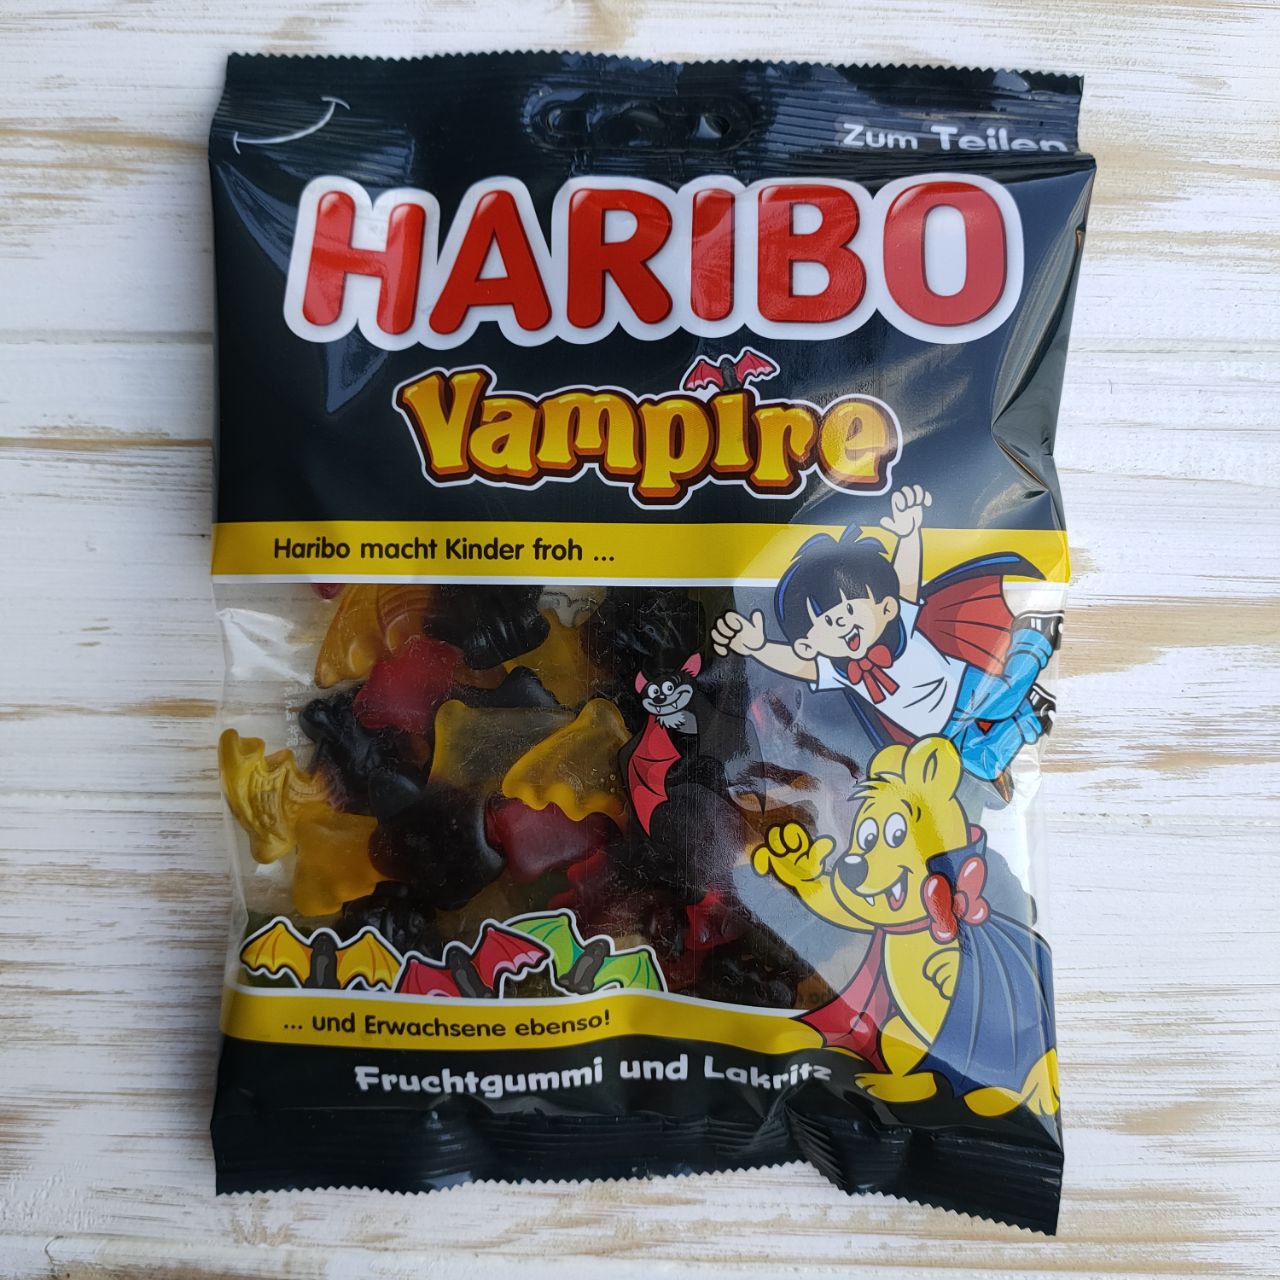 Zum Teilen
HARIBO
Vampire
Haribo macht Kinder froh ...
... und Erwachsene ebenso!
Fruchtgummi und Lakritz